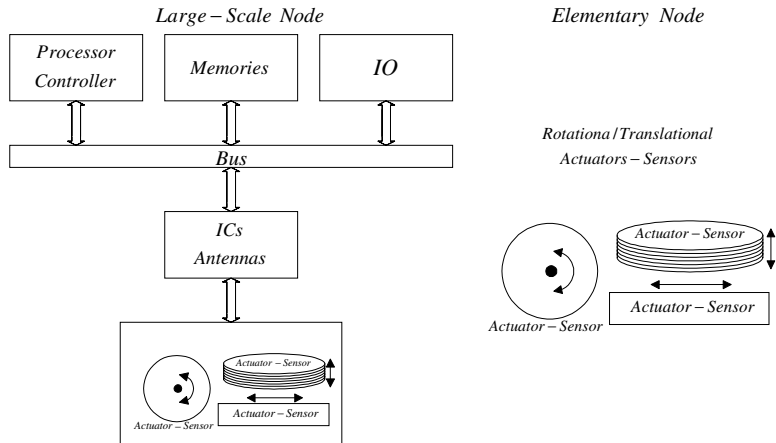 Large – Scale Node
Elementary Node
Processor
Controller
Memories
IO
Bus
Rotationa / Translational
Actuators – Sensors
ICs
Antennas
Actuator – Sensor
Actuator – Sensor
Actuator – Sensor
Actuator – Sensor
Actuator – Sensor
Actuator – Sensor